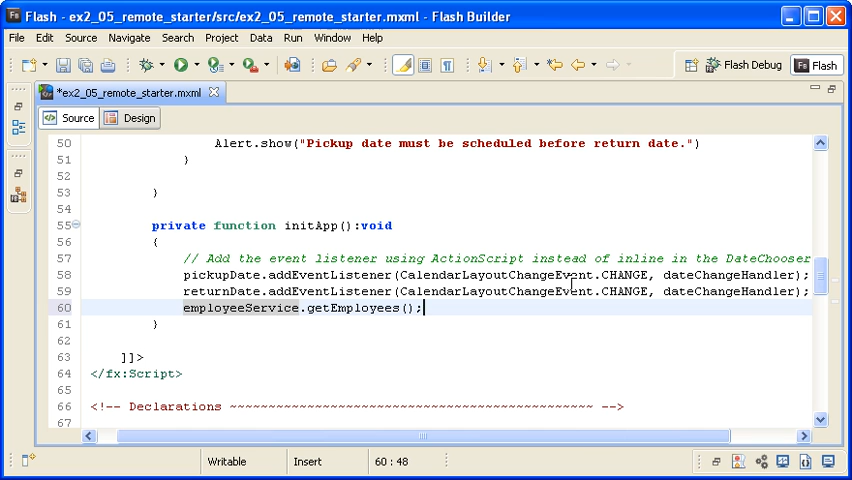 Flash - ex2_05_remote_starter/src/ex2_05_remote_starter.mxml - Flash Builder
File Edit Source Navigate Search Project Data Run Window Help
Flash Debug Flash
*ex2_05_remote_starter.mxml
Source Design
50 Alert.show("Pickup date must be scheduled before return date.")
51 }
52
53 }
54
55 private function initApp():void
56 {
57 // Add the event listener using ActionScript instead of inline in the DateChooser
58 pickupDate.addEventListener(CalendarLayoutChangeEvent.CHANGE, dateChangeHandler);
59 returnDate.addEventListener(CalendarLayoutChangeEvent.CHANGE, dateChangeHandler);
60 employeeService.getEmployees();
61 }
62
63 ]]>
64 </fx:Script>
65
66 <!-- Declarations ~~~~~~~~~~~~~~~~~~~~~~~~~~~~~~~~~~~~~~~~~~~~~~~ -->
67
Writable Insert 60 : 48